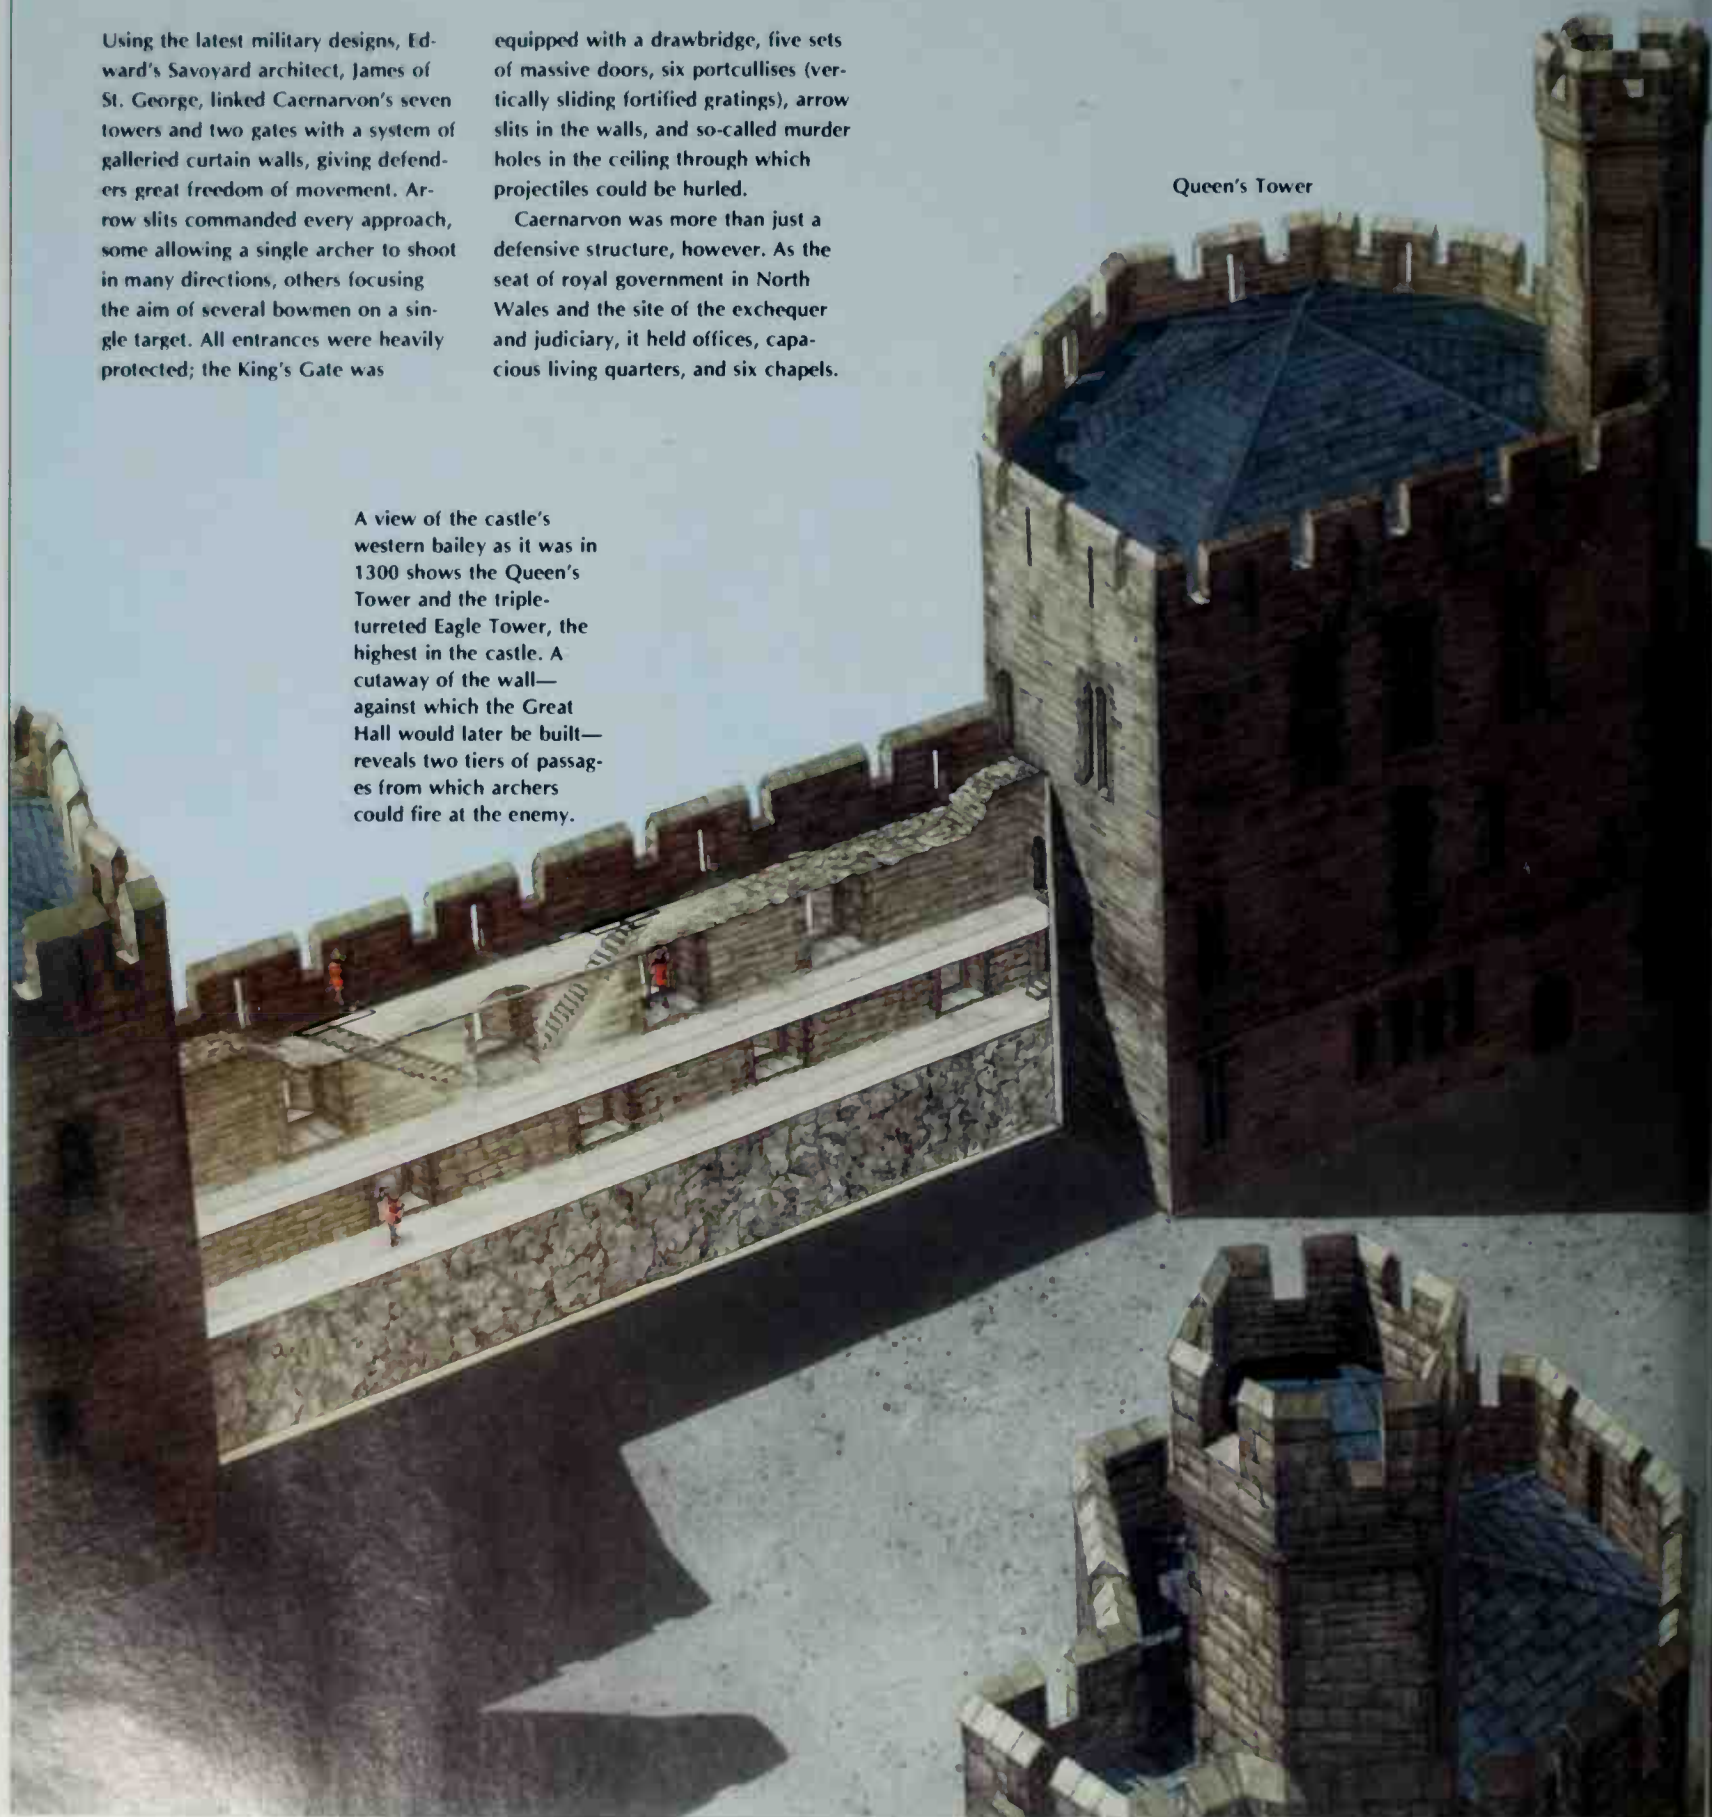 Using the latest military designs, Ed-
ward's Savoyard architect, James of
St. George, linked Caernarvon's seven
towers and two gates with a system of
galleried curtain walls, giving defend-
ers great freedom of movement. Ar-
row slits commanded every approach,
some allowing a single archer to shoot
in many directions, others focusing
the aim of several bowmen on a sin-
gle target. All entrances were heavily
protected; the King's Gate was
equipped with a drawbridge, five sets
of massive doors, six portcullises (ver-
tically sliding fortified gratings), arrow
slits in the walls, and so-called murder
holes in the ceiling through which
projectiles could be hurled.
Caernarvon was more than just a
defensive structure, however. As the
seat of royal government in North
Wales and the site of the exchequer
and judiciary, it held offices, capa-
cious living quarters, and six chapels.
Queen's Tower
A view of the castle's
western bailey as it was in
1300 shows the Queen's
Tower and the triple-
turreted Eagle Tower, the
highest in the castle. A
cutaway of the wall—
against which the Great
Hall would later be built—
reveals two tiers of passag-
es from which archers
could fire at the enemy.